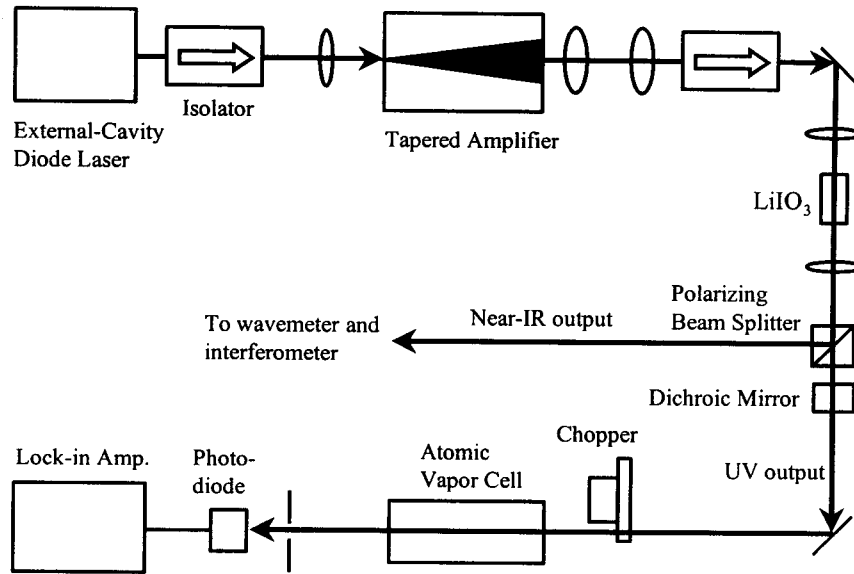 Isolator
External-Cavity
Diode Laser
Tapered Amplifier
LiIO₃
Polarizing
Beam Splitter
Near-IR output
To wavemeter and
interferometer
Dichroic Mirror
Chopper
UV output
Atomic
Vapor Cell
Photo-
diode
Lock-in Amp.